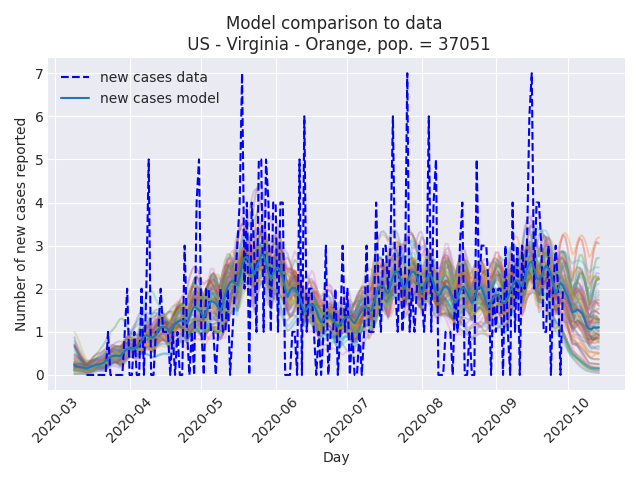 Model comparison to data
US - Virginia - Orange, pop. = 37051
new cases data
new cases model
Number of new cases reported
7
6
5
4
3
2
1
0
2020-03
2020-04
2020-05
2020-06
2020-07
2020-08
2020-09
2020-10
Day